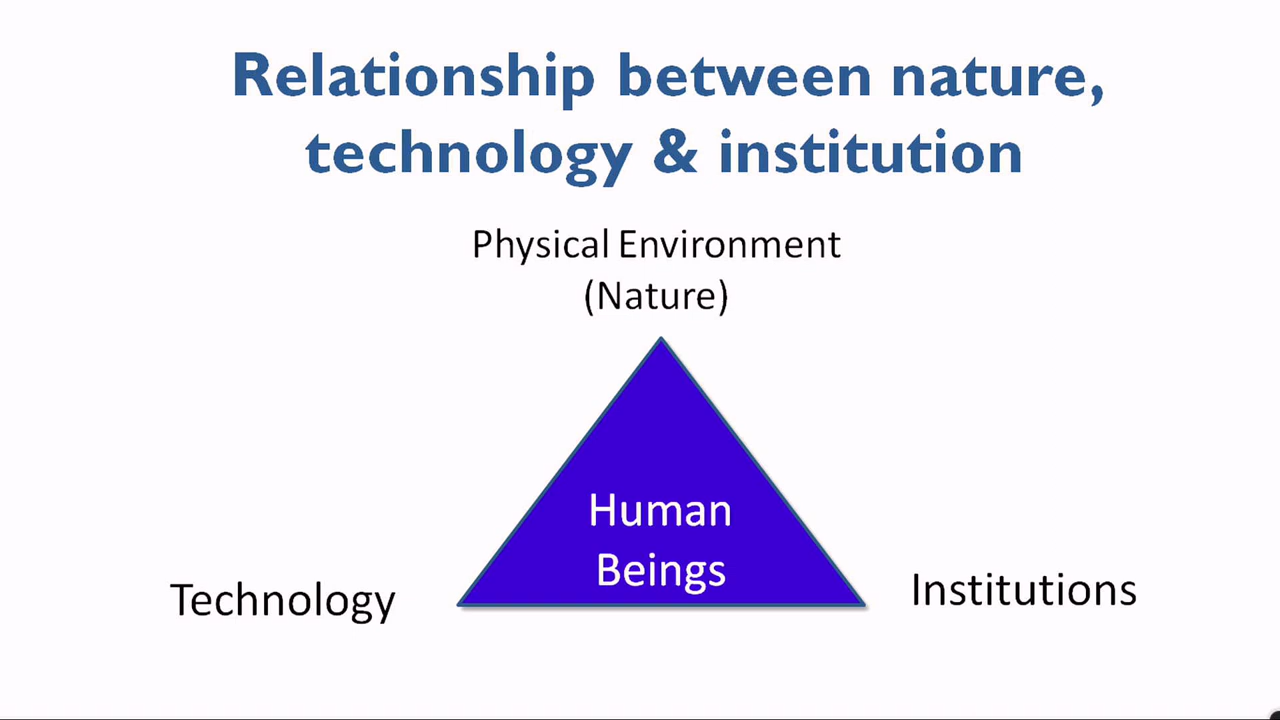 Relationship between nature,
technology & institution
Physical Environment
(Nature)
Human
Beings
Technology
Institutions